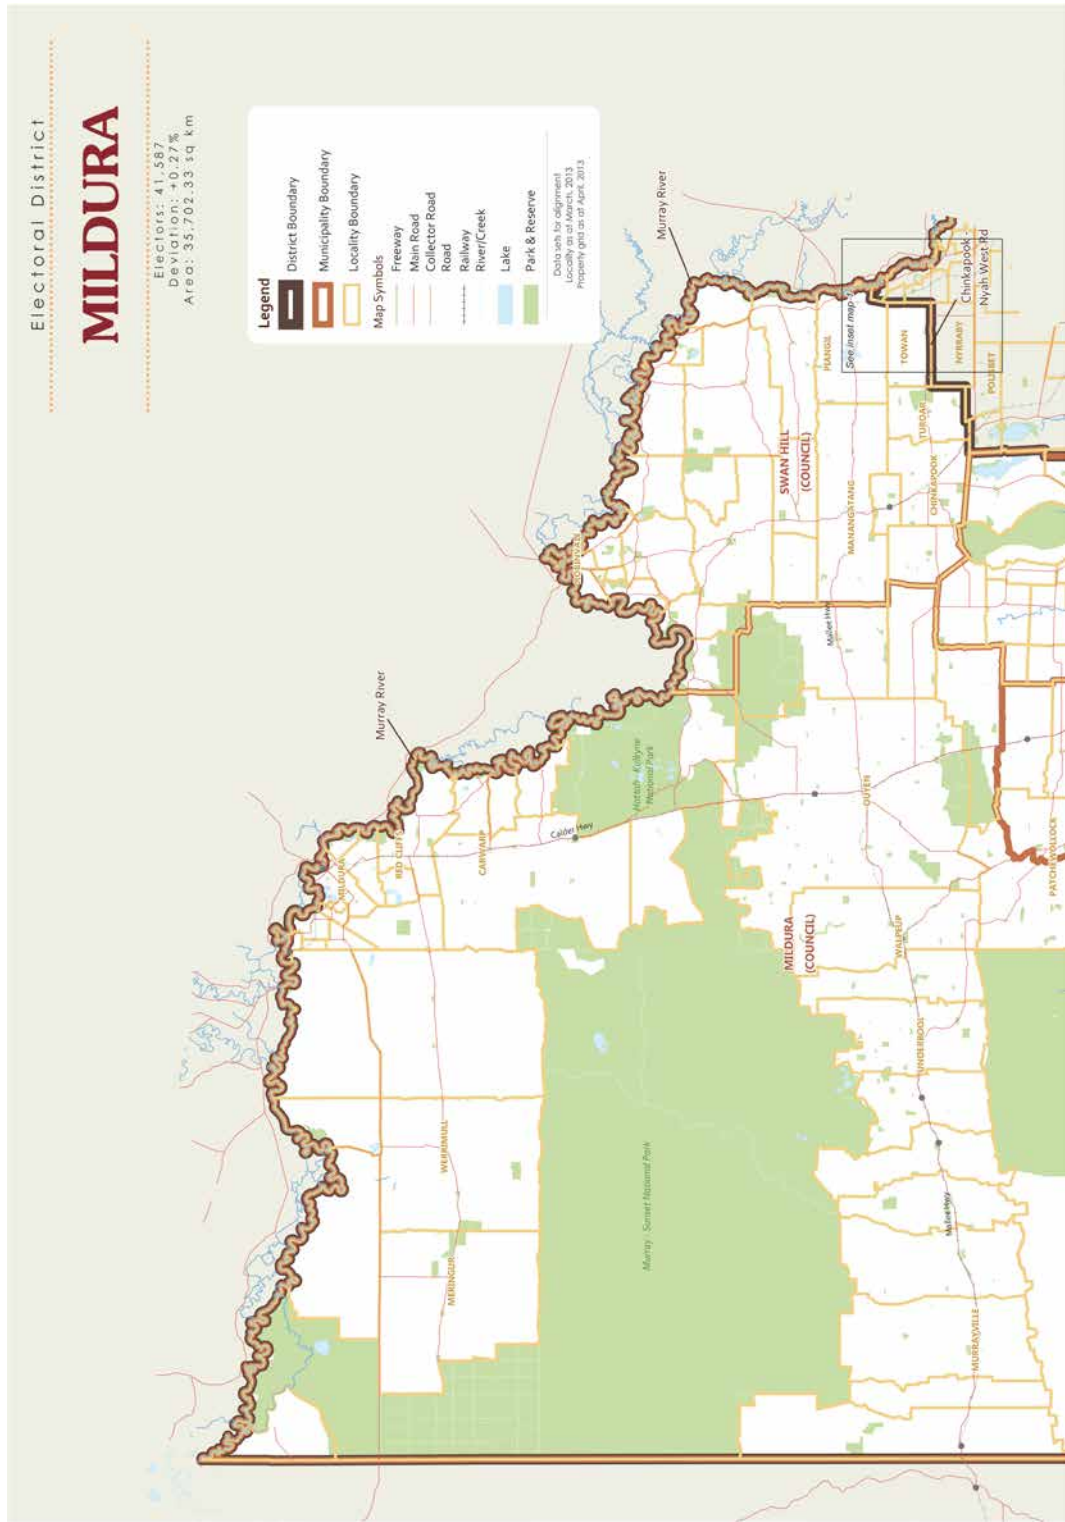 Electoral District
MILDURA
Electors: 41,587
Deviation: +0.27%
Area: 35,702.33 sq km
Legend
District Boundary
Municipality Boundary
Locality Boundary
Map Symbols
Freeway
Main Road
Collector Road
Road
Railway
River/Creek
Lake
Park & Reserve
Data sets for alignment
Locality as at March, 2013
Property grid as at April, 2013
Murray River
Murray River
MILDURA
RED CLIFFS
CARWARP
Calder Hwy
WERRIMULL
MERINGUR
ROBINVALE
Hattah - Kulkyne
National Park
Murray - Sunset National Park
SWAN HILL
(COUNCIL)
PIANGIL
See inset map 1
MANANGATANG
Mallee Hwy
TOWAN
TUROAR
CHINKAPOOK
NYRRABY
POLISBET
Chinkapook -
Nyah West Rd
MILDURA
(COUNCIL)
OUYEN
WALPEUP
UNDERBOOL
Mallee Hwy
MURRAYVILLE
PATCHEWOLLOCK